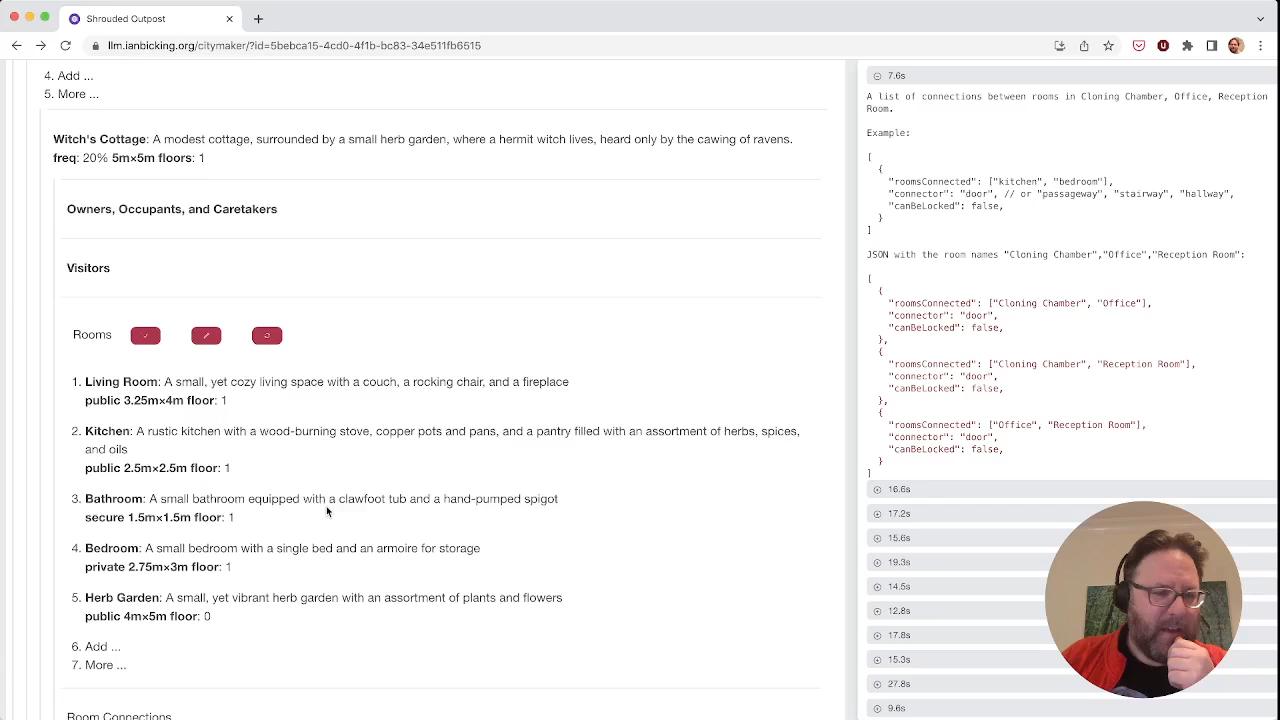 Shrouded Outpost
llm.ianbicking.org/citymaker/?id=5bebca15-4cd0-4f1b-bc83-34e511fb6515
4. Add ...
5. More ...
Witch's Cottage: A modest cottage, surrounded by a small herb garden, where a hermit witch lives, heard only by the cawing of ravens.
freq: 20% 5m×5m floors: 1
Owners, Occupants, and Caretakers
Visitors
Rooms
1. Living Room: A small, yet cozy living space with a couch, a rocking chair, and a fireplace
public 3.25m×4m floor: 1
2. Kitchen: A rustic kitchen with a wood-burning stove, copper pots and pans, and a pantry filled with an assortment of herbs, spices,
and oils
public 2.5m×2.5m floor: 1
3. Bathroom: A small bathroom equipped with a clawfoot tub and a hand-pumped spigot
secure 1.5m×1.5m floor: 1
4. Bedroom: A small bedroom with a single bed and an armoire for storage
private 2.75m×3m floor: 1
5. Herb Garden: A small, yet vibrant herb garden with an assortment of plants and flowers
public 4m×5m floor: 0
6. Add ...
7. More ...
Room Connections
7.6s
A list of connections between rooms in Cloning Chamber, Office, Reception
Room.
Example:
[
{
"roomsConnected": ["kitchen", "bedroom"],
"connector": "door", // or "passageway", "stairway", "hallway",
"canBeLocked": false,
}
]
JSON with the room names "Cloning Chamber","Office","Reception Room":
[
{
"roomsConnected": ["Cloning Chamber", "Office"],
"connector": "door",
"canBeLocked": false,
},
{
"roomsConnected": ["Cloning Chamber", "Reception Room"],
"connector": "door",
"canBeLocked": false,
},
{
"roomsConnected": ["Office", "Reception Room"],
"connector": "door",
"canBeLocked": false,
}
]
16.6s
17.2s
15.6s
19.3s
14.5s
12.8s
17.8s
15.3s
27.8s
9.6s